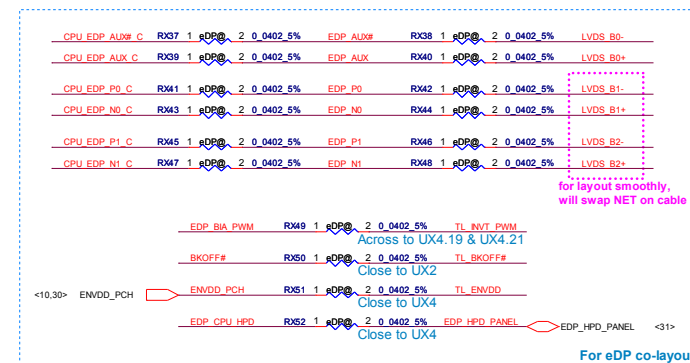 CPU_EDP_AUX#_C RX37 1 eDP@ 2 0_0402_5% EDP_AUX# RX38 1 eDP@ 2 0_0402_5% LVDS_B0-
CPU_EDP_AUX_C RX39 1 eDP@ 2 0_0402_5% EDP_AUX RX40 1 eDP@ 2 0_0402_5% LVDS_B0+
CPU_EDP_P0_C RX41 1 eDP@ 2 0_0402_5% EDP_P0 RX42 1 eDP@ 2 0_0402_5% LVDS_B1-
CPU_EDP_N0_C RX43 1 eDP@ 2 0_0402_5% EDP_N0 RX44 1 eDP@ 2 0_0402_5% LVDS_B1+
CPU_EDP_P1_C RX45 1 eDP@ 2 0_0402_5% EDP_P1 RX46 1 eDP@ 2 0_0402_5% LVDS_B2-
CPU_EDP_N1_C RX47 1 eDP@ 2 0_0402_5% EDP_N1 RX48 1 eDP@ 2 0_0402_5% LVDS_B2+
for layout smoothly,
will swap NET on cable
EDP_BIA_PWM RX49 1 eDP@ 2 0_0402_5% TL_INVT_PWM
Across to UX4.19 & UX4.21
BKOFF# RX50 1 eDP@ 2 0_0402_5% TL_BKOFF#
Close to UX2
<10,30> ENVDD_PCH ENVDD_PCH RX51 1 eDP@ 2 0_0402_5% TL_ENVDD
Close to UX4
EDP_CPU_HPD RX52 1 eDP@ 2 0_0402_5% EDP_HPD_PANEL EDP_HPD_PANEL <31>
Close to UX4
For eDP co-layou